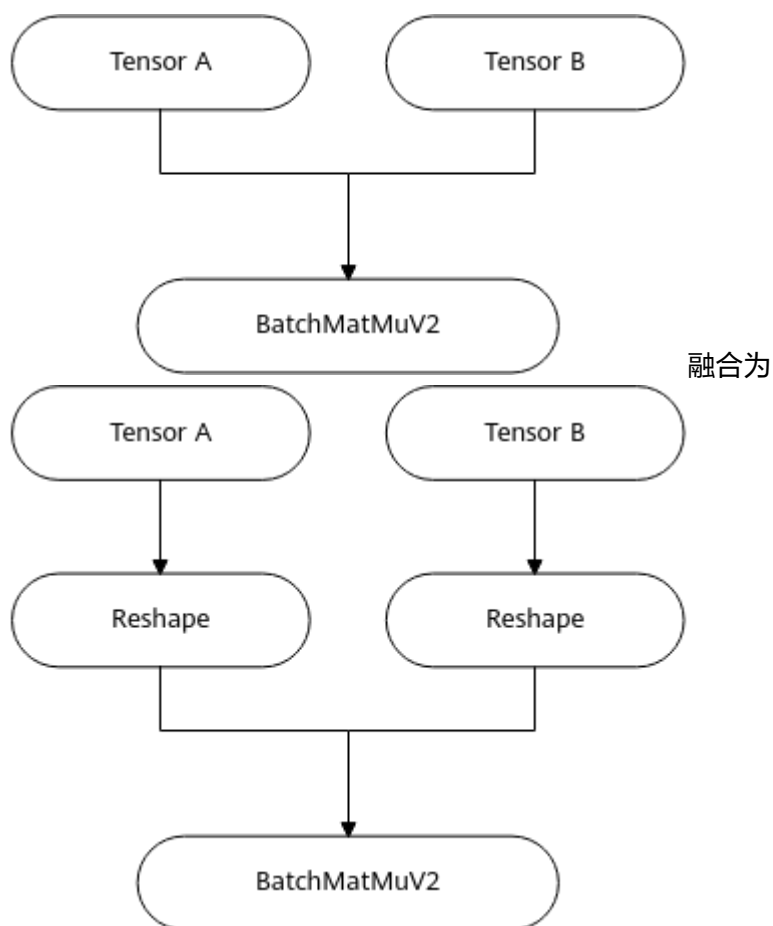 Tensor A
Tensor B
BatchMatMuV2
融合为
Tensor A
Tensor B
Reshape
Reshape
BatchMatMuV2